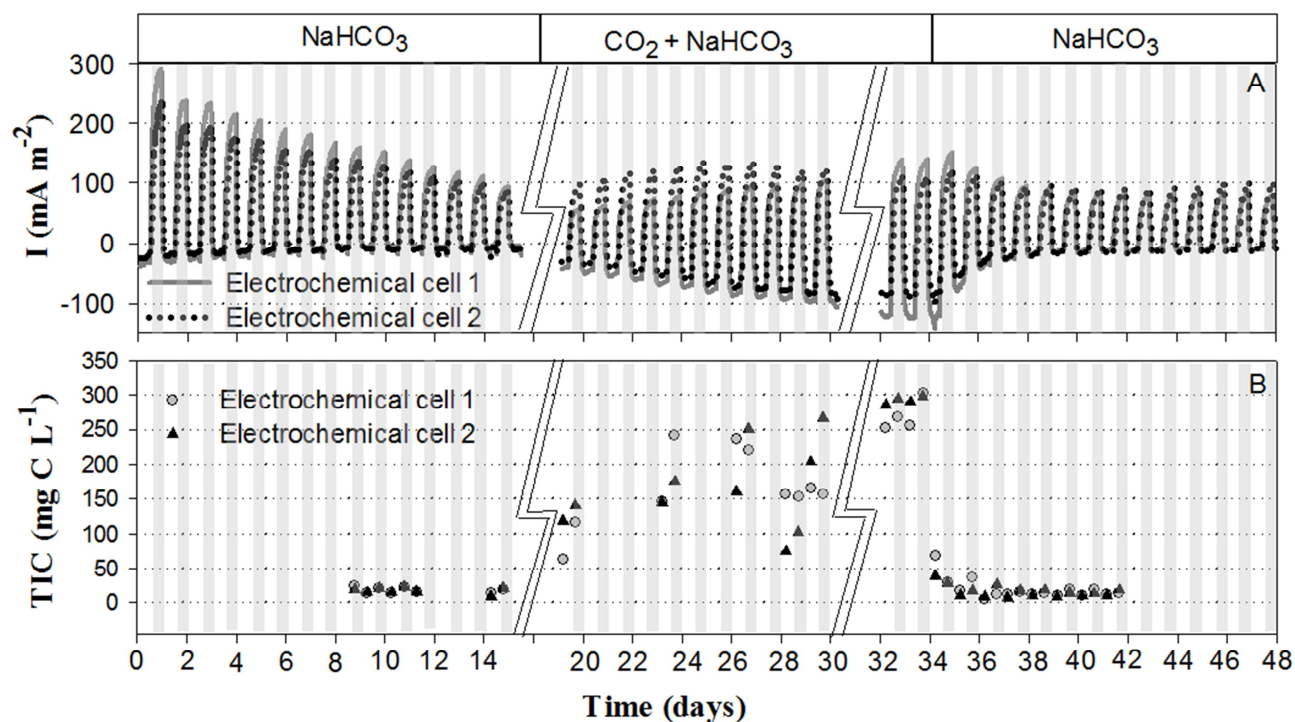 NaHCO₃ CO₂ + NaHCO₃ NaHCO₃
A
300
200
100
0
-100
I (mA m⁻²)
Electrochemical cell 1
Electrochemical cell 2
B
350
300
250
200
150
100
50
0
TIC (mg C L⁻¹)
Electrochemical cell 1
Electrochemical cell 2
0 2 4 6 8 10 12 14 20 22 24 26 28 30 32 34 36 38 40 42 44 46 48
Time (days)